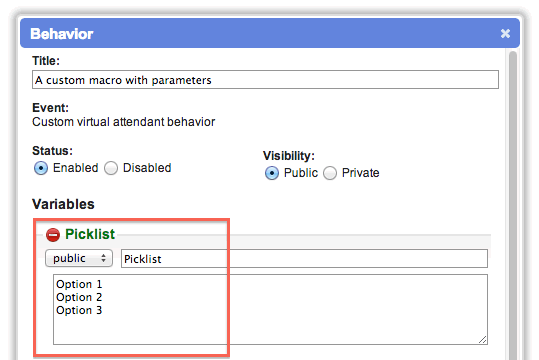 Behavior
Title:
A custom macro with parameters
Event:
Custom virtual attendant behavior
Status:
Enabled Disabled
Visibility:
Public Private
Variables
Picklist
public Picklist
Option 1
Option 2
Option 3